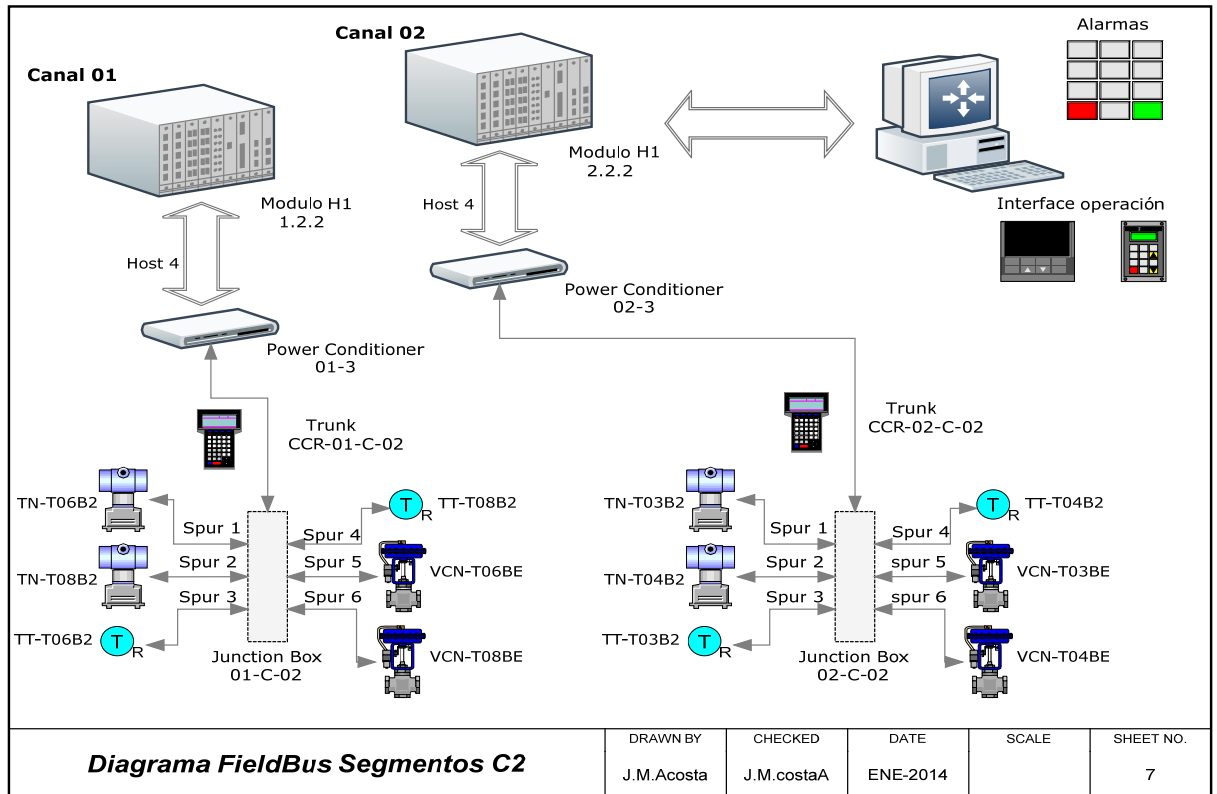 Canal 01
Canal 02
Alarmas
Modulo H1
1.2.2
Modulo H1
2.2.2
Interface operación
Host 4
Host 4
Power Conditioner
01-3
Power Conditioner
02-3
Trunk
CCR-01-C-02
TN-T06B2
Spur 1
TN-T08B2
Spur 2
TT-T06B2
T
R
Spur 3
Spur 4
T
R
TT-T08B2
Spur 5
VCN-T06BE
Spur 6
VCN-T08BE
Junction Box
01-C-02
Trunk
CCR-02-C-02
TN-T03B2
Spur 1
TN-T04B2
Spur 2
TT-T03B2
T
R
Spur 3
Spur 4
T
R
TT-T04B2
spur 5
VCN-T03BE
spur 6
VCN-T04BE
Junction Box
02-C-02
Diagrama FieldBus Segmentos C2
DRAWN BY
J.M.Acosta
CHECKED
J.M.costaA
DATE
ENE-2014
SCALE
SHEET NO.
7